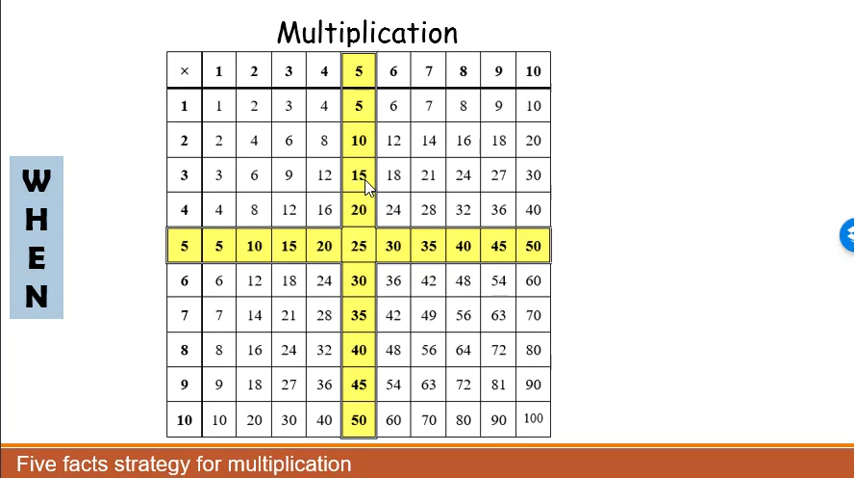 Multiplication
× 1 2 3 4 5 6 7 8 9 10
1 1 2 3 4 5 6 7 8 9 10
2 2 4 6 8 10 12 14 16 18 20
3 3 6 9 12 15 18 21 24 27 30
4 4 8 12 16 20 24 28 32 36 40
5 5 10 15 20 25 30 35 40 45 50
6 6 12 18 24 30 36 42 48 54 60
7 7 14 21 28 35 42 49 56 63 70
8 8 16 24 32 40 48 56 64 72 80
9 9 18 27 36 45 54 63 72 81 90
10 10 20 30 40 50 60 70 80 90 100
W
H
E
N
Five facts strategy for multiplication